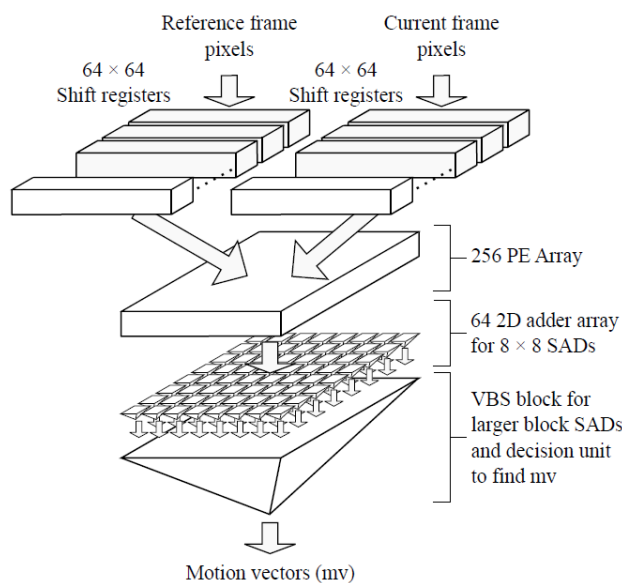 Reference frame
pixels
Current frame
pixels
64 × 64
Shift registers
64 × 64
Shift registers
256 PE Array
64 2D adder array
for 8 × 8 SADs
VBS block for
larger block SADs
and decision unit
to find mv
Motion vectors (mv)